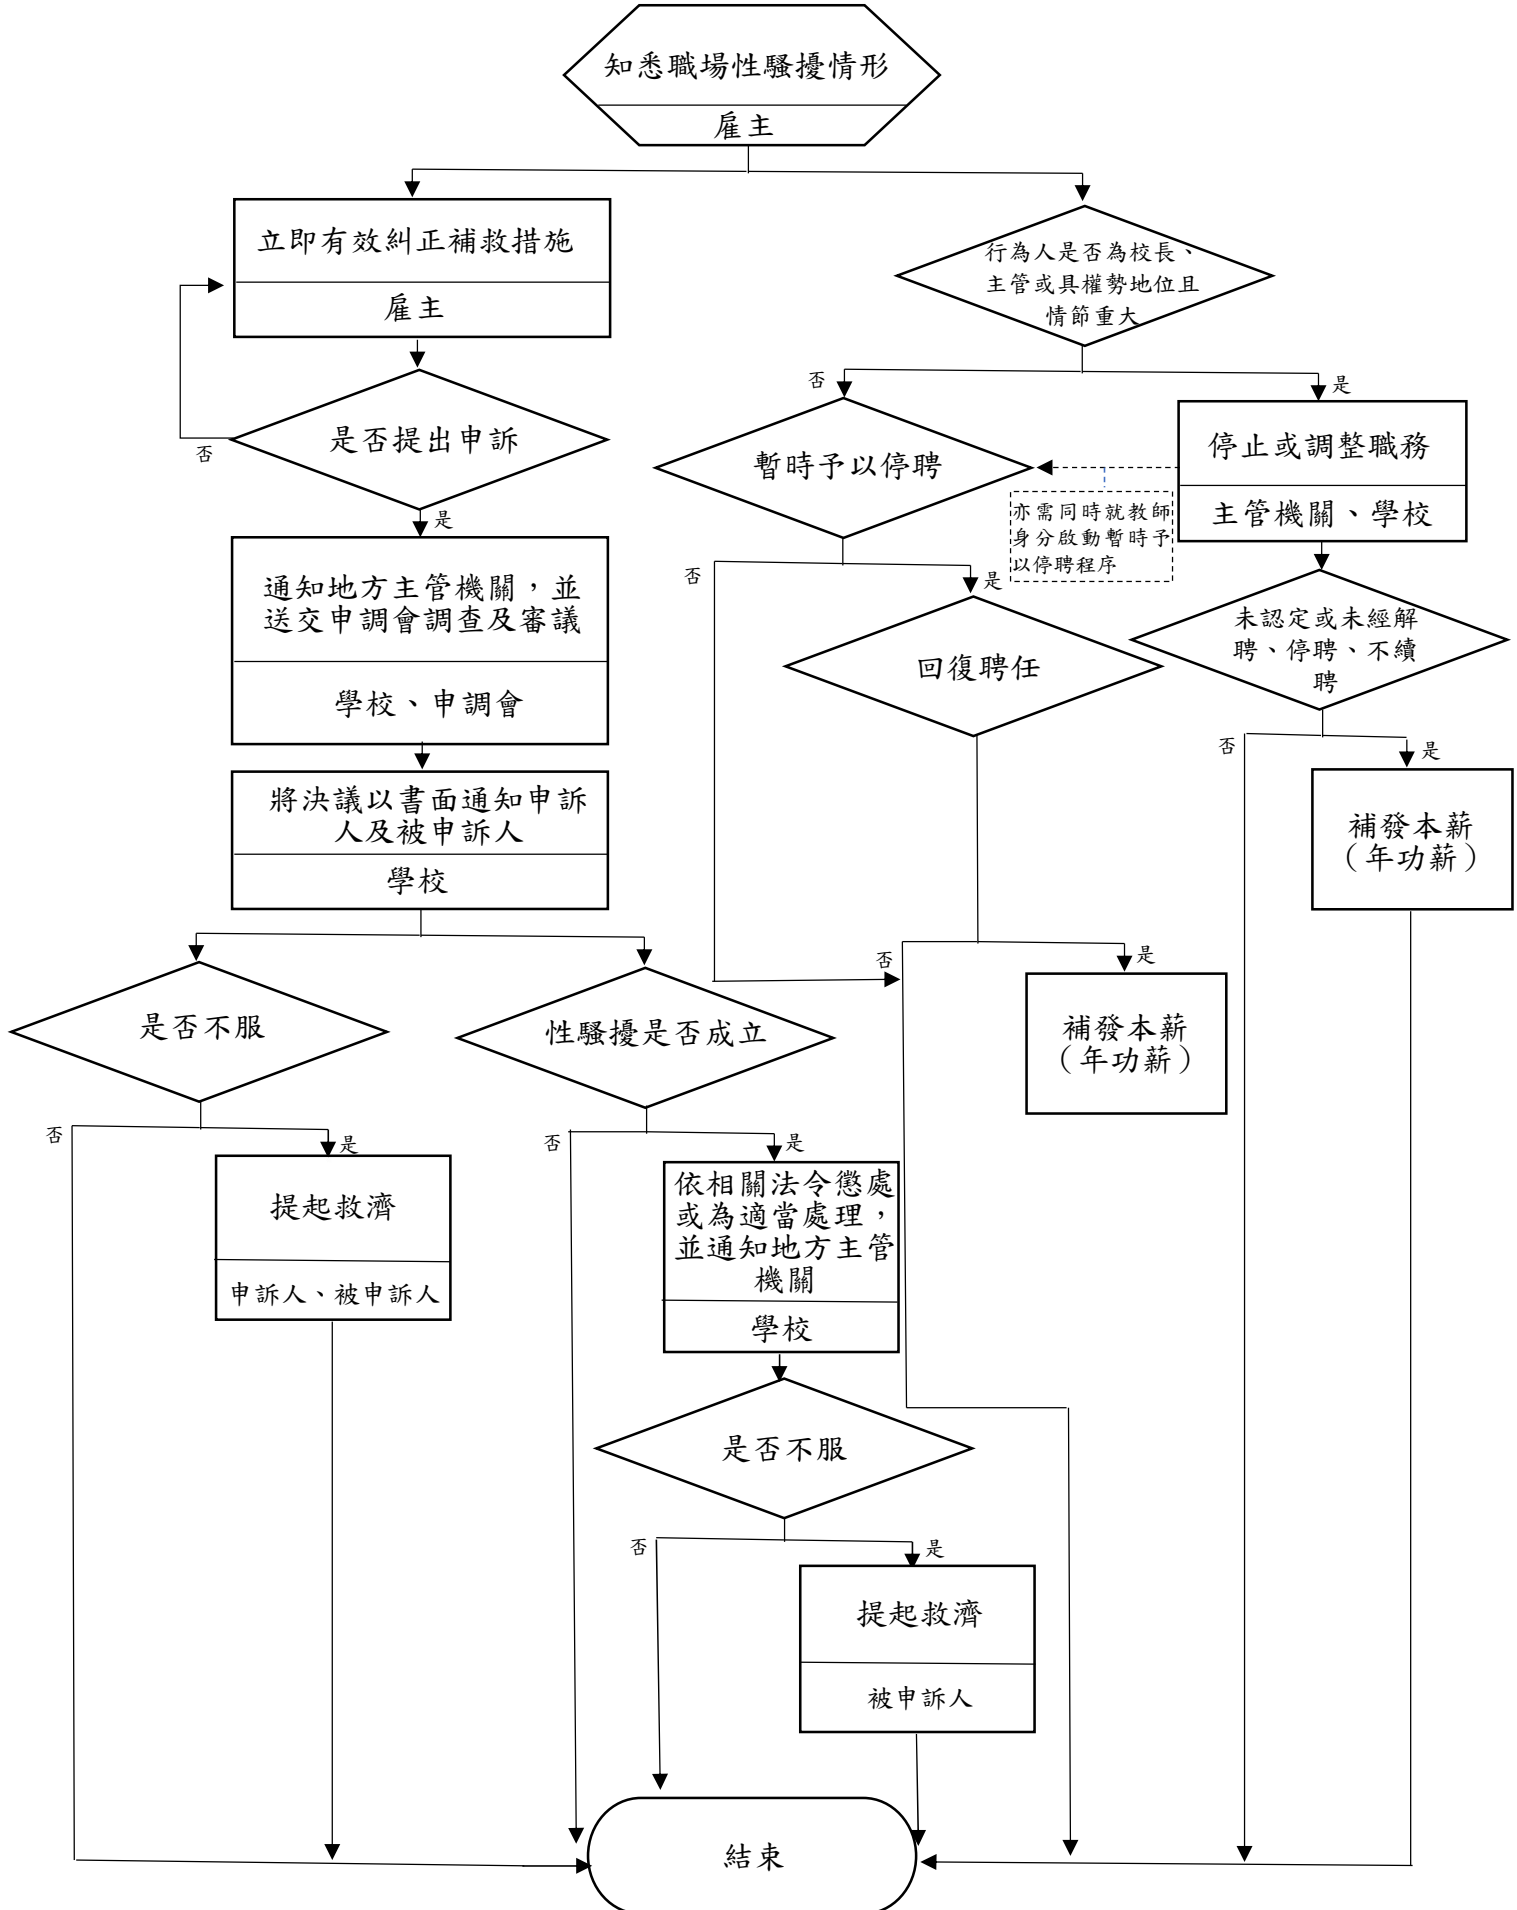 知悉職場性騷擾情形
雇主
立即有效糾正補救措施
雇主
行為人是否為校長、
主管或具權勢地位且
情節重大
否
是提出申訴
是否提出申訴
否
是
停止或調整職務
主管機關、學校
暫時予以停聘
亦需同時就教師
身分啟動暫時予
以停聘程序
是
通知地方主管機關，並
送交申調會調查及審議
學校、申調會
否
是
回復聘任
未認定或未經解
聘、停聘、不續
聘
否
是
將決議以書面通知申訴
人及被申訴人
學校
補發本薪
（年功薪）
否
是
是否不服
性騷擾是否成立
補發本薪
（年功薪）
否
是
否
是
提起救濟
申訴人、被申訴人
依相關法令懲處
或為適當處理，
並通知地方主管
機關
學校
是否不服
否
是
提起救濟
被申訴人
結束